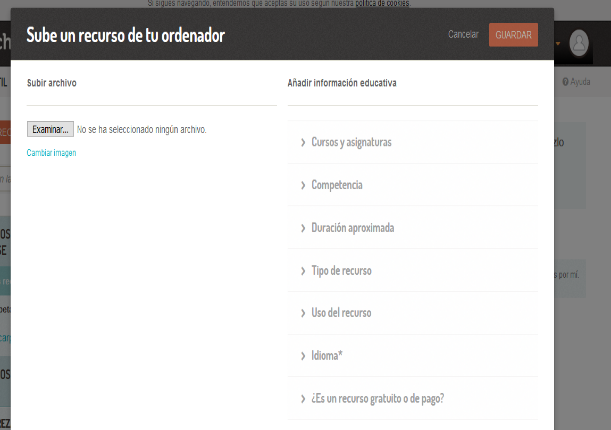 Si sigues navegando, entendemos que aceptas su uso según nuestra política de cookies.
Sube un recurso de tu ordenador
Cancelar
GUARDAR
Ayuda
Subir archivo
Añadir información educativa
Examinar... No se ha seleccionado ningún archivo.
Cambiar imagen
Cursos y asignaturas
Competencia
Duración aproximada
Tipo de recurso
Uso del recurso
Idioma*
¿Es un recurso gratuito o de pago?
s por mí.